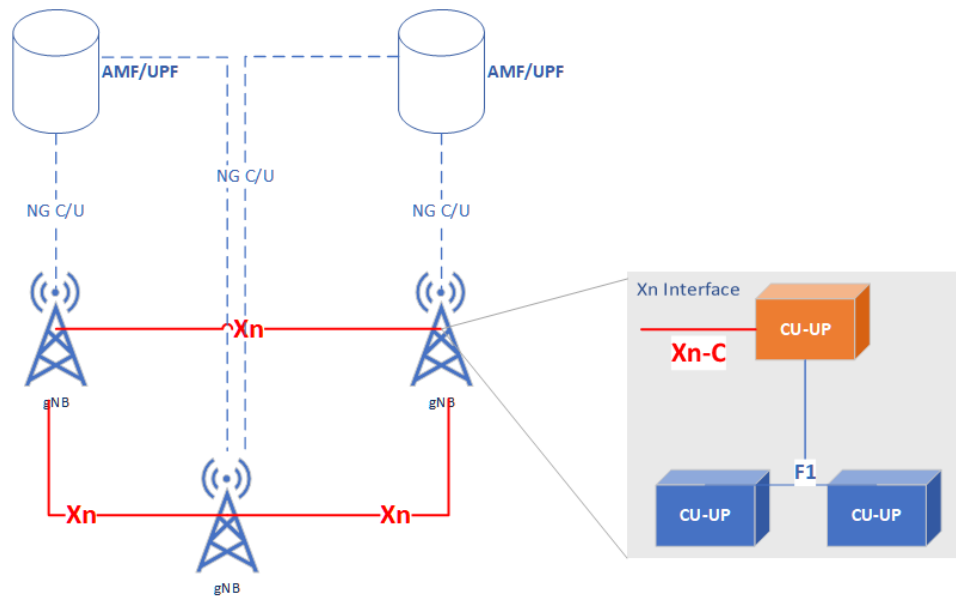 AMF/UPF
AMF/UPF
NG C/U
NG C/U
NG C/U
Xn Interface
Xn
CU-UP
Xn-C
gNB
gNB
F1
Xn
Xn
CU-UP
CU-UP
gNB